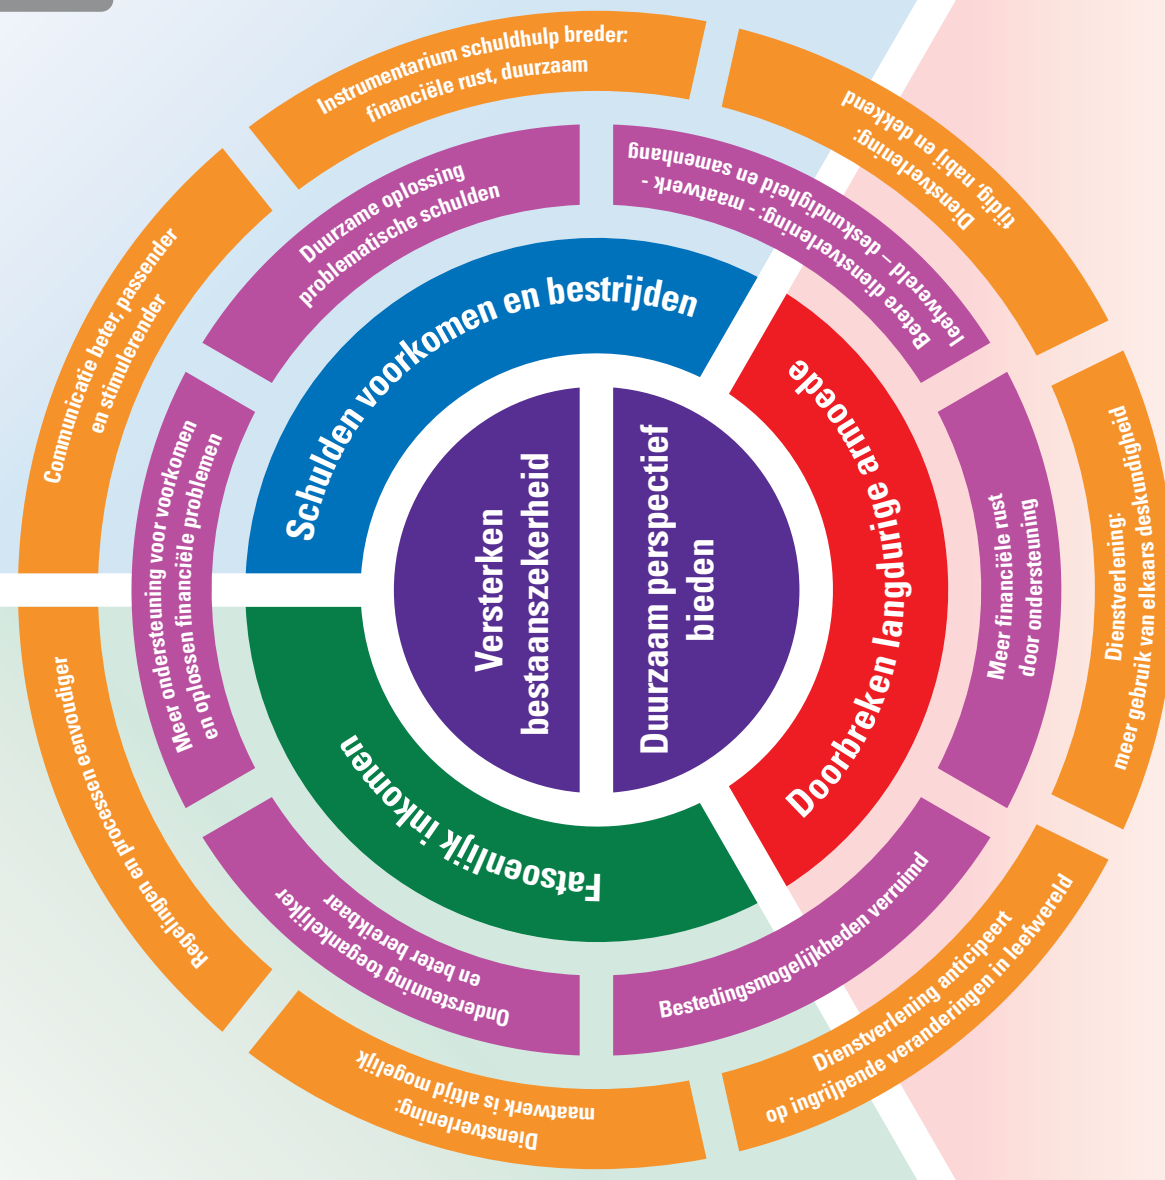 Versterken
bestaanszekerheid
Duurzaam perspectief
bieden
Schulden voorkomen en bestrijden
Doorbreken langdurige armoede
Fatsoenlijk inkomen
Duurzame oplossing
problematische schulden
Betere dienstverlening: - maatwerk -
leefwereld – deskundigheid en samenhang
Meer financiële rust
door ondersteuning
Bestedingsmogelijkheden verruimd
Ondersteuning toegankelijker
en beter bereikbaar
Meer ondersteuning voor voorkomen
en oplossen financiële problemen
Instrumentarium schuldhulp breder:
financiële rust, duurzaam
Dienstverlening:
tijdig, nabij en dekkend
Dienstverlening:
meer gebruik van elkaars deskundigheid
Dienstverlening anticipeert
op ingrijpende veranderingen in leefwereld
Dienstverlening:
maatwerk is altijd mogelijk
Regelingen en processen eenvoudiger
Communicatie beter, passender
en stimulerender